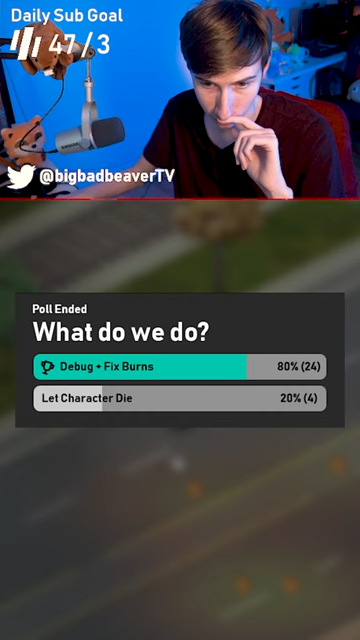 Daily Sub Goal
47/3
@bigbadbeaverTV
Poll Ended
What do we do?
Debug + Fix Burns 80% (24)
Let Character Die 20% (4)